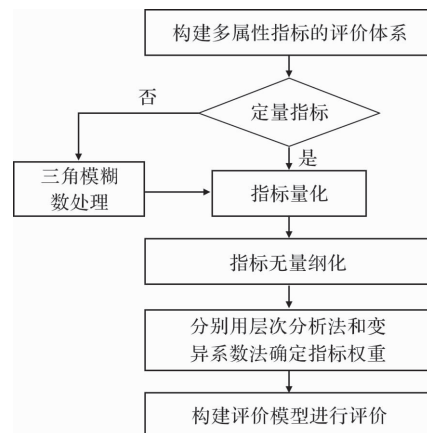 构建多属性指标的评价体系
定量指标
否
是
三角模糊
数处理
指标量化
指标无量纲化
分别用层次分析法和变
异系数法确定指标权重
构建评价模型进行评价